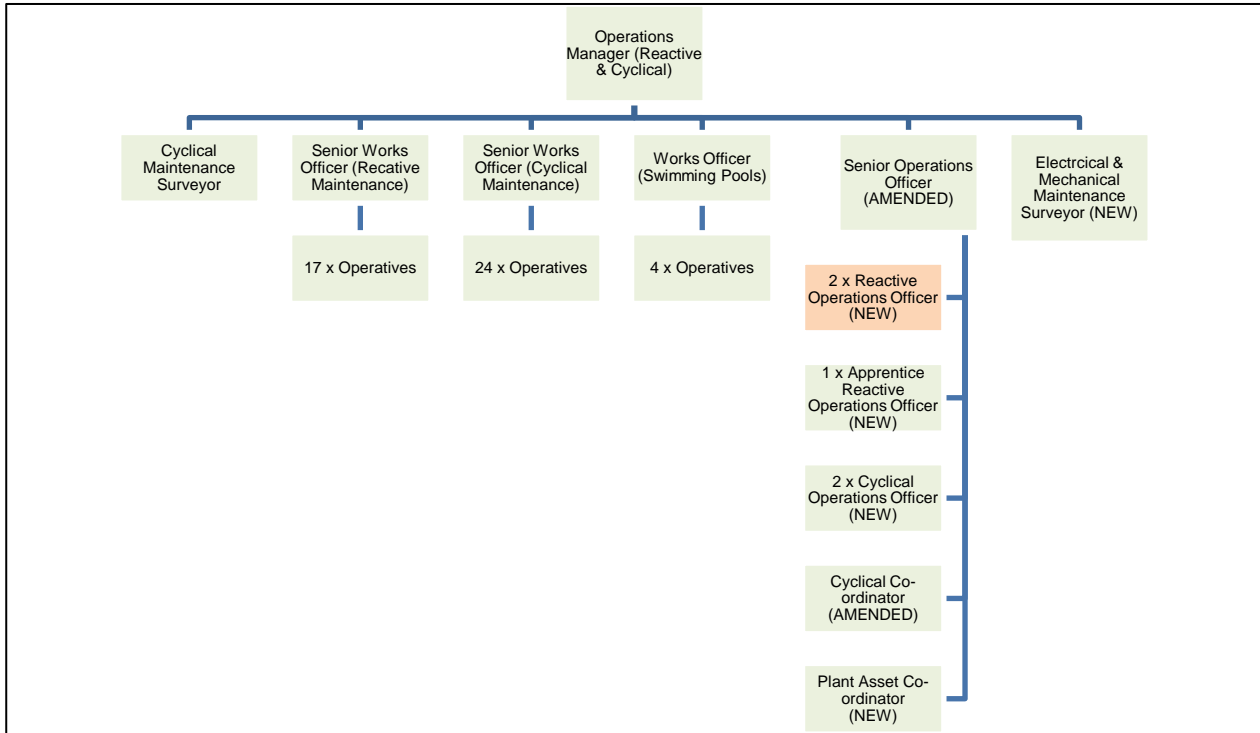 Operations
Manager (Reactive
& Cyclical)
Cyclical
Maintenance
Surveyor
Senior Works
Officer (Recative
Maintenance)
Senior Works
Officer (Cyclical
Maintenance)
Works Officer
(Swimming Pools)
Senior Operations
Officer
(AMENDED)
Electrcical &
Mechanical
Maintenance
Surveyor (NEW)
17 x Operatives
24 x Operatives
4 x Operatives
2 x Reactive
Operations Officer
(NEW)
1 x Apprentice
Reactive
Operations Officer
(NEW)
2 x Cyclical
Operations Officer
(NEW)
Cyclical Co-
ordinator
(AMENDED)
Plant Asset Co-
ordinator
(NEW)